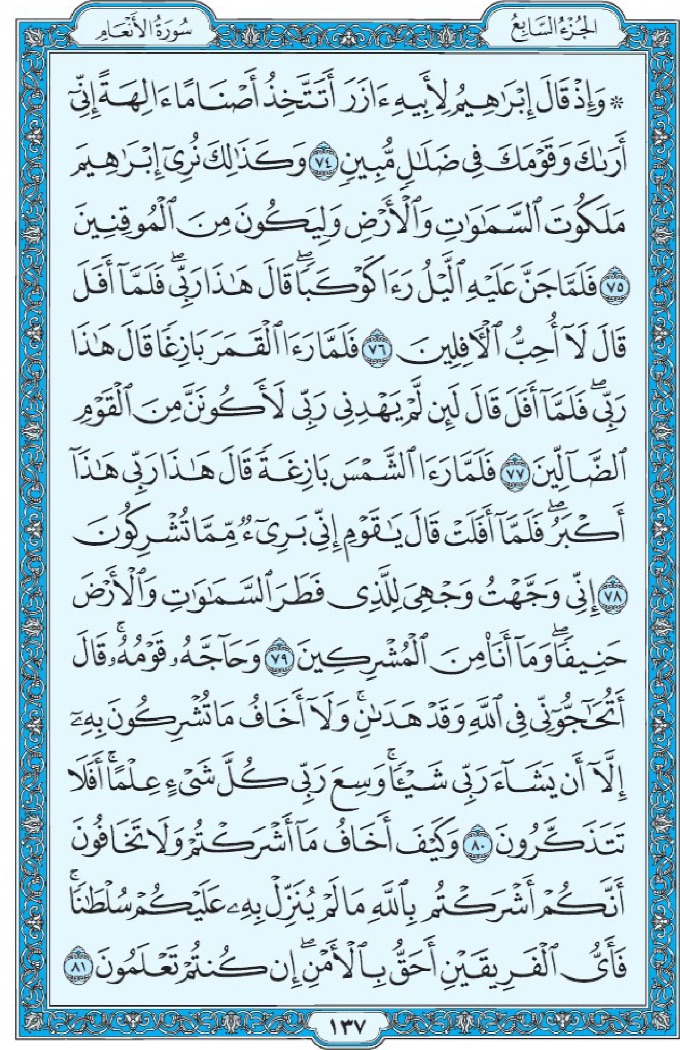 الجُزْءُ السَّابِعُ
سُورَةُ الأَنْعَامِ
۞ وَإِذْ قَالَ إِبْرَٰهِيمُ لِأَبِيهِ ءَازَرَ أَتَتَّخِذُ أَصْنَامًا ءَالِهَةً إِنِّىٓ
أَرَىٰكَ وَقَوْمَكَ فِى ضَلَٰلٍ مُّبِينٍ ٧٤ وَكَذَٰلِكَ نُرِىٓ إِبْرَٰهِيمَ
مَلَكُوتَ ٱلسَّمَٰوَٰتِ وَٱلْأَرْضِ وَلِيَكُونَ مِنَ ٱلْمُوقِنِينَ
٧٥ فَلَمَّا جَنَّ عَلَيْهِ ٱلَّيْلُ رَءَا كَوْكَبًا ۖ قَالَ هَٰذَا رَبِّى ۖ فَلَمَّآ أَفَلَ
قَالَ لَآ أُحِبُّ ٱلْءَافِلِينَ ٧٦ فَلَمَّا رَءَا ٱلْقَمَرَ بَازِغًا قَالَ هَٰذَا
رَبِّى ۖ فَلَمَّآ أَفَلَ قَالَ لَئِن لَّمْ يَهْدِنِى رَبِّى لَأَكُونَنَّ مِنَ ٱلْقَوْمِ
ٱلضَّآلِّينَ ٧٧ فَلَمَّا رَءَا ٱلشَّمْسَ بَازِغَةً قَالَ هَٰذَا رَبِّى هَٰذَآ
أَكْبَرُ ۖ فَلَمَّآ أَفَلَتْ قَالَ يَٰقَوْمِ إِنِّى بَرِىٓءٌ مِّمَّا تُشْرِكُونَ
٧٨ إِنِّى وَجَّهْتُ وَجْهِىَ لِلَّذِى فَطَرَ ٱلسَّمَٰوَٰتِ وَٱلْأَرْضَ
حَنِيفًا ۖ وَمَآ أَنَا۠ مِنَ ٱلْمُشْرِكِينَ ٧٩ وَحَآجَّهُۥ قَوْمُهُۥ ۚ قَالَ
أَتُحَٰٓجُّوٓنِّى فِى ٱللَّهِ وَقَدْ هَدَىٰنِ ۚ وَلَآ أَخَافُ مَا تُشْرِكُونَ بِهِۦٓ
إِلَّآ أَن يَشَآءَ رَبِّى شَيْـًٔا ۗ وَسِعَ رَبِّى كُلَّ شَىْءٍ عِلْمًا ۗ أَفَلَا
تَتَذَكَّرُونَ ٨٠ وَكَيْفَ أَخَافُ مَآ أَشْرَكْتُمْ وَلَا تَخَافُونَ
أَنَّكُمْ أَشْرَكْتُم بِٱللَّهِ مَا لَمْ يُنَزِّلْ بِهِۦ عَلَيْكُمْ سُلْطَٰنًا ۚ
فَأَىُّ ٱلْفَرِيقَيْنِ أَحَقُّ بِٱلْأَمْنِ ۖ إِن كُنتُمْ تَعْلَمُونَ ٨١
١٣٧